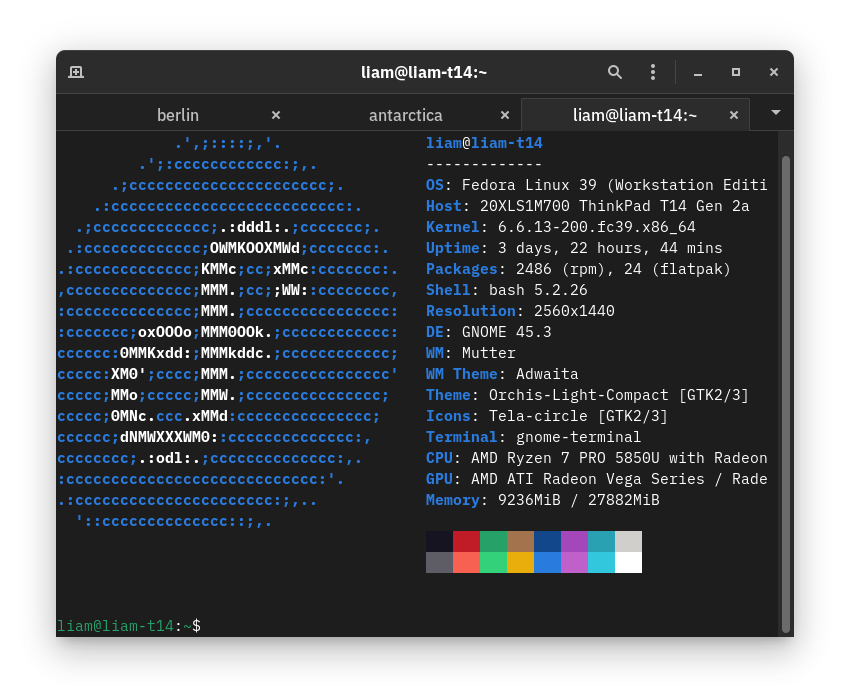 liam@liam-t14:~
berlin
antarctica
liam@liam-t14:~
.',;::::;,'.
.';:cccccccccccc:;,.
.;cccccccccccccccccccccc;.
.:cccccccccccccccccccccccccc:.
.;ccccccccccccc;.:dddl:.;ccccccc;.
.:ccccccccccccc;OWMKOOXMWd;ccccccc:.
.:ccccccccccccc;KMMc;cc;xMMc:ccccccc:.
,cccccccccccccc;MMM.;cc;;WW::cccccccc,
:cccccccccccccc;MMM.;cccccccccccccccc:
:ccccccc;oxOOOo;MMM0OOk.;cccccccccccc:
cccccc:0MMKxdd:;MMMkddc.;cccccccccccc;
ccccc:XM0';cccc;MMM.;cccccccccccccccc'
ccccc;MMo;ccccc;MMW.;ccccccccccccccc;
ccccc;0MNc.ccc.xMMd:ccccccccccccccc;
cccccc;dNMWXXXWM0::cccccccccccccc:,
cccccccc;.:odl:.;cccccccccccccc:,.
:cccccccccccccccccccccccccccc:'.
.:cccccccccccccccccccccc:;,..
'::cccccccccccccc::;,.
liam@liam-t14
-------------
OS: Fedora Linux 39 (Workstation Editi
Host: 20XLS1M700 ThinkPad T14 Gen 2a
Kernel: 6.6.13-200.fc39.x86_64
Uptime: 3 days, 22 hours, 44 mins
Packages: 2486 (rpm), 24 (flatpak)
Shell: bash 5.2.26
Resolution: 2560x1440
DE: GNOME 45.3
WM: Mutter
WM Theme: Adwaita
Theme: Orchis-Light-Compact [GTK2/3]
Icons: Tela-circle [GTK2/3]
Terminal: gnome-terminal
CPU: AMD Ryzen 7 PRO 5850U with Radeon
GPU: AMD ATI Radeon Vega Series / Rade
Memory: 9236MiB / 27882MiB
liam@liam-t14:~$